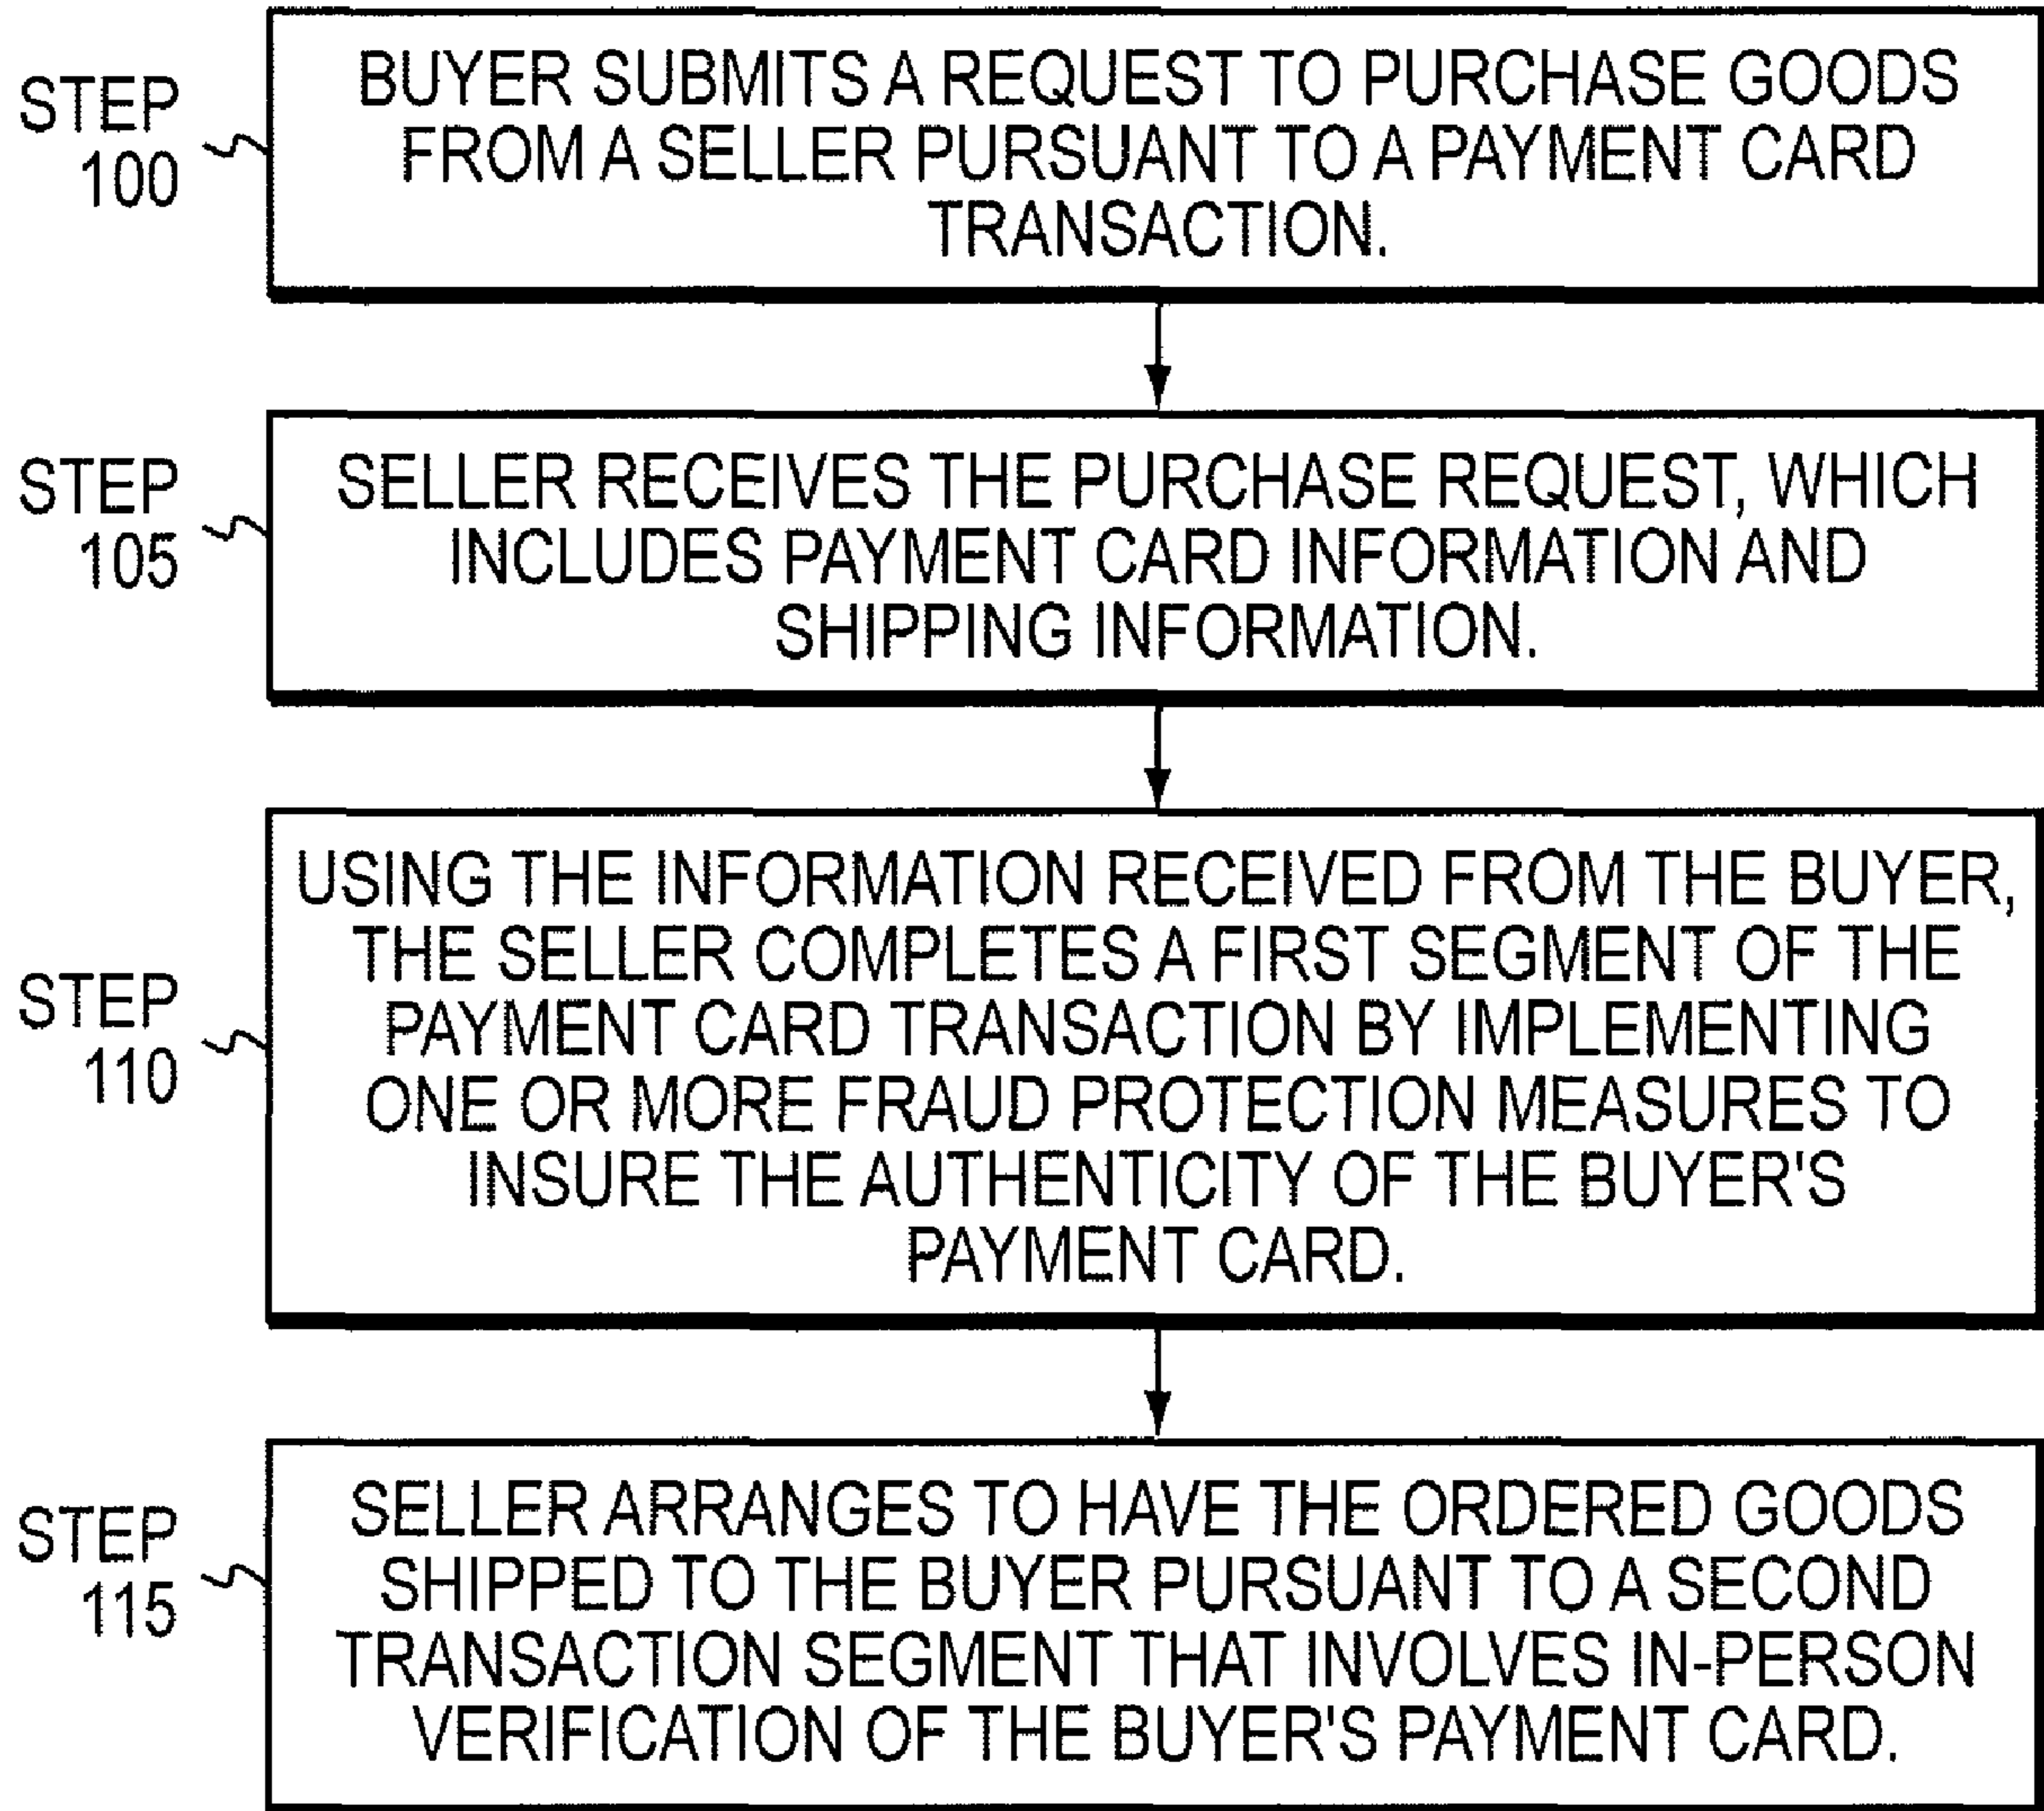 STEP
100
BUYER SUBMITS A REQUEST TO PURCHASE GOODS
FROM A SELLER PURSUANT TO A PAYMENT CARD
TRANSACTION.
STEP
105
SELLER RECEIVES THE PURCHASE REQUEST, WHICH
INCLUDES PAYMENT CARD INFORMATION AND
SHIPPING INFORMATION.
STEP
110
USING THE INFORMATION RECEIVED FROM THE BUYER,
THE SELLER COMPLETES A FIRST SEGMENT OF THE
PAYMENT CARD TRANSACTION BY IMPLEMENTING
ONE OR MORE FRAUD PROTECTION MEASURES TO
INSURE THE AUTHENTICITY OF THE BUYER'S
PAYMENT CARD.
STEP
115
SELLER ARRANGES TO HAVE THE ORDERED GOODS
SHIPPED TO THE BUYER PURSUANT TO A SECOND
TRANSACTION SEGMENT THAT INVOLVES IN-PERSON
VERIFICATION OF THE BUYER'S PAYMENT CARD.